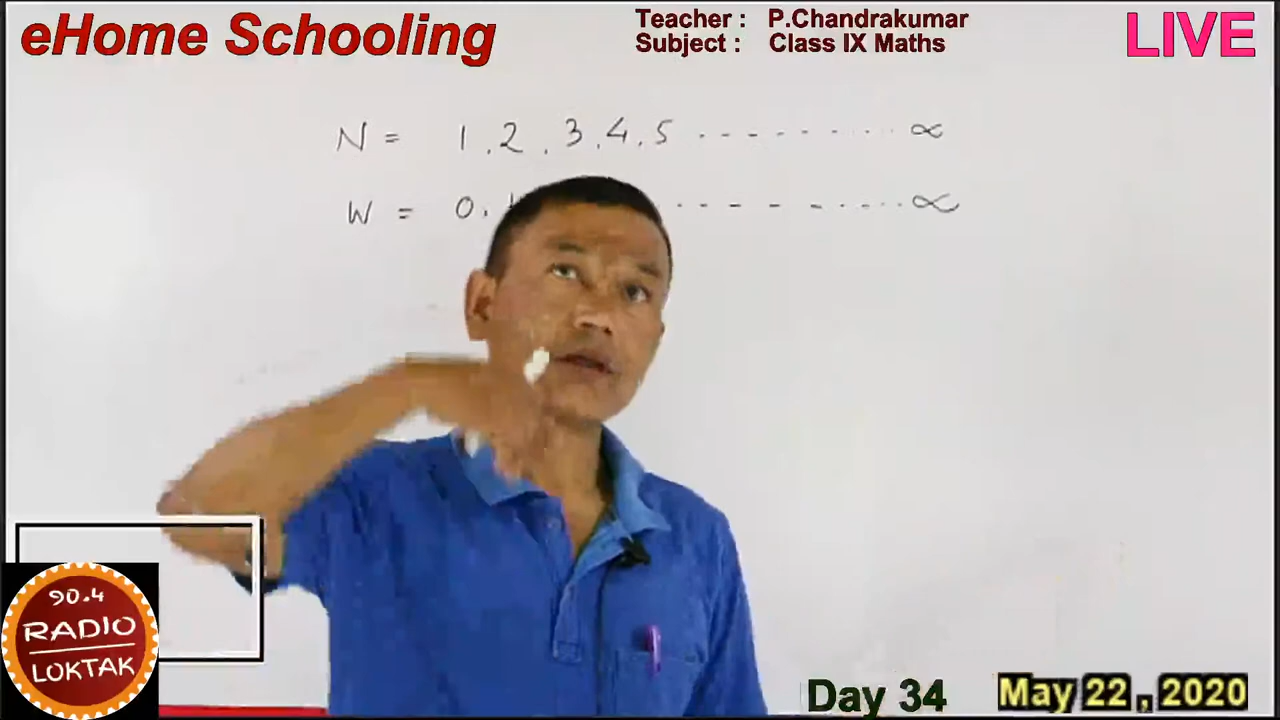 eHome Schooling
Teacher : P.Chandrakumar
Subject : Class IX Maths
LIVE
N = 1, 2, 3, 4, 5 - - - - - - - - ∝
W = 0, - - - - - - - - ∝
90.4
RADIO
LOKTAK
Day 34
May 22 , 2020